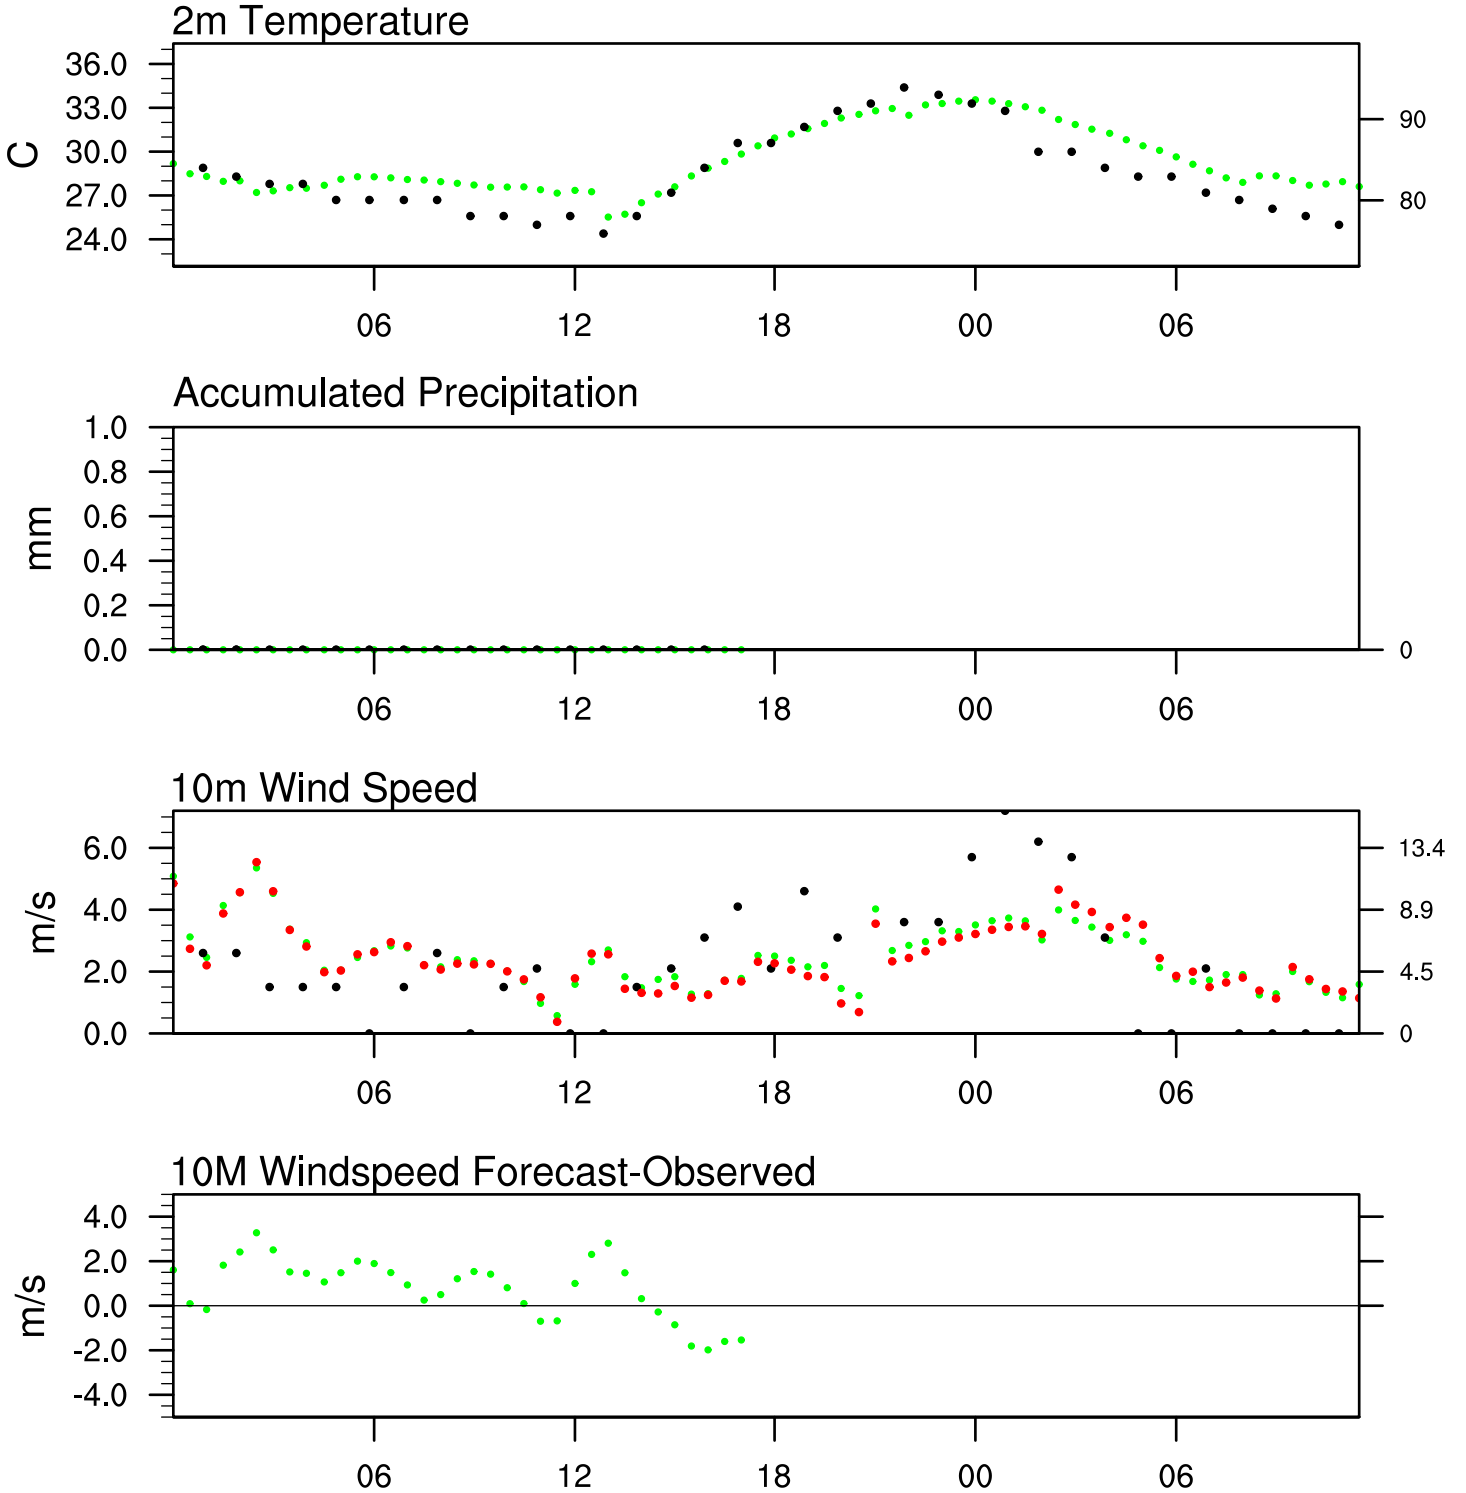 2m Temperature
36.0
33.0
30.0
27.0
24.0
C
90
80
06 12 18 00 06
Accumulated Precipitation
1.0
0.8
0.6
0.4
0.2
0.0
mm
0
06 12 18 00 06
10m Wind Speed
6.0
4.0
2.0
0.0
m/s
13.4
8.9
4.5
0
06 12 18 00 06
10M Windspeed Forecast-Observed
4.0
2.0
0.0
-2.0
-4.0
m/s
06 12 18 00 06